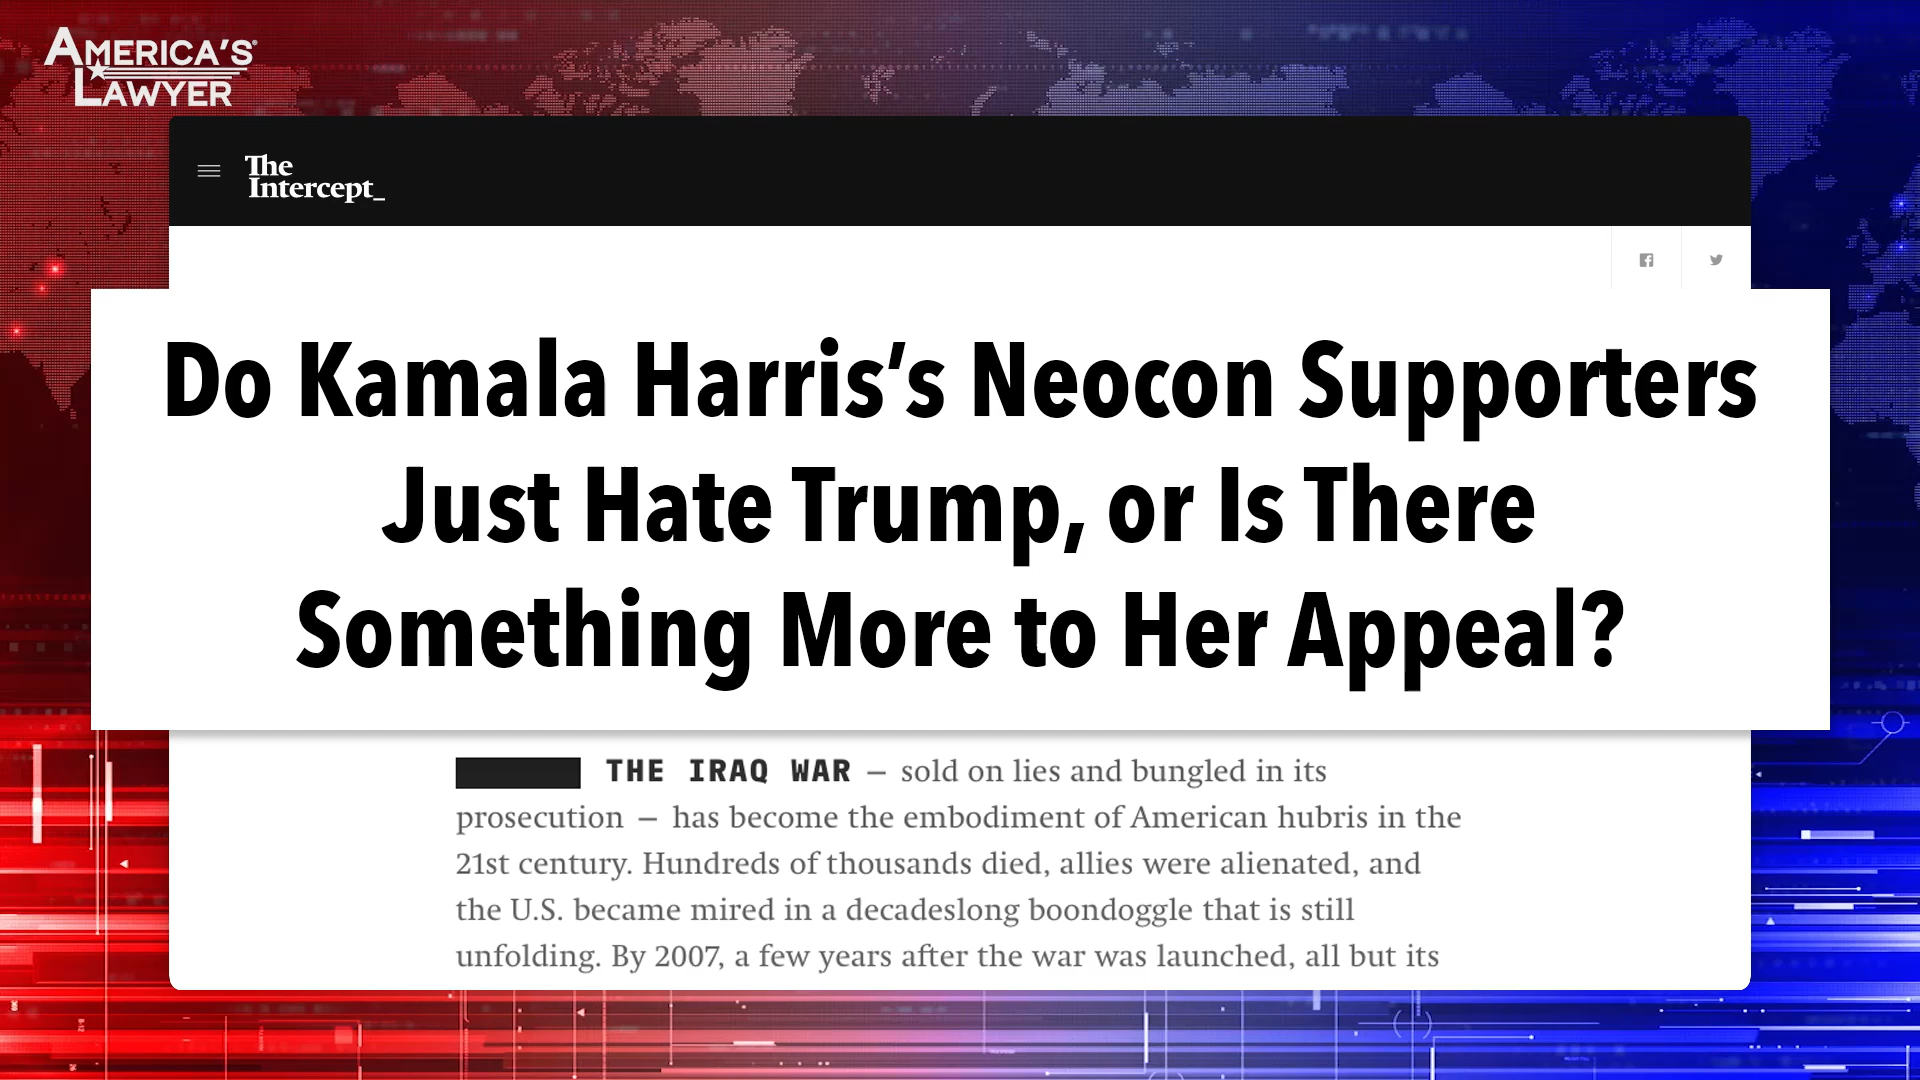 AMERICA'S
LAWYER
The
Intercept_
Do Kamala Harris’s Neocon Supporters
Just Hate Trump, or Is There
Something More to Her Appeal?
THE IRAQ WAR — sold on lies and bungled in its
prosecution — has become the embodiment of American hubris in the
21st century. Hundreds of thousands died, allies were alienated, and
the U.S. became mired in a decadeslong boondoggle that is still
unfolding. By 2007, a few years after the war was launched, all but its